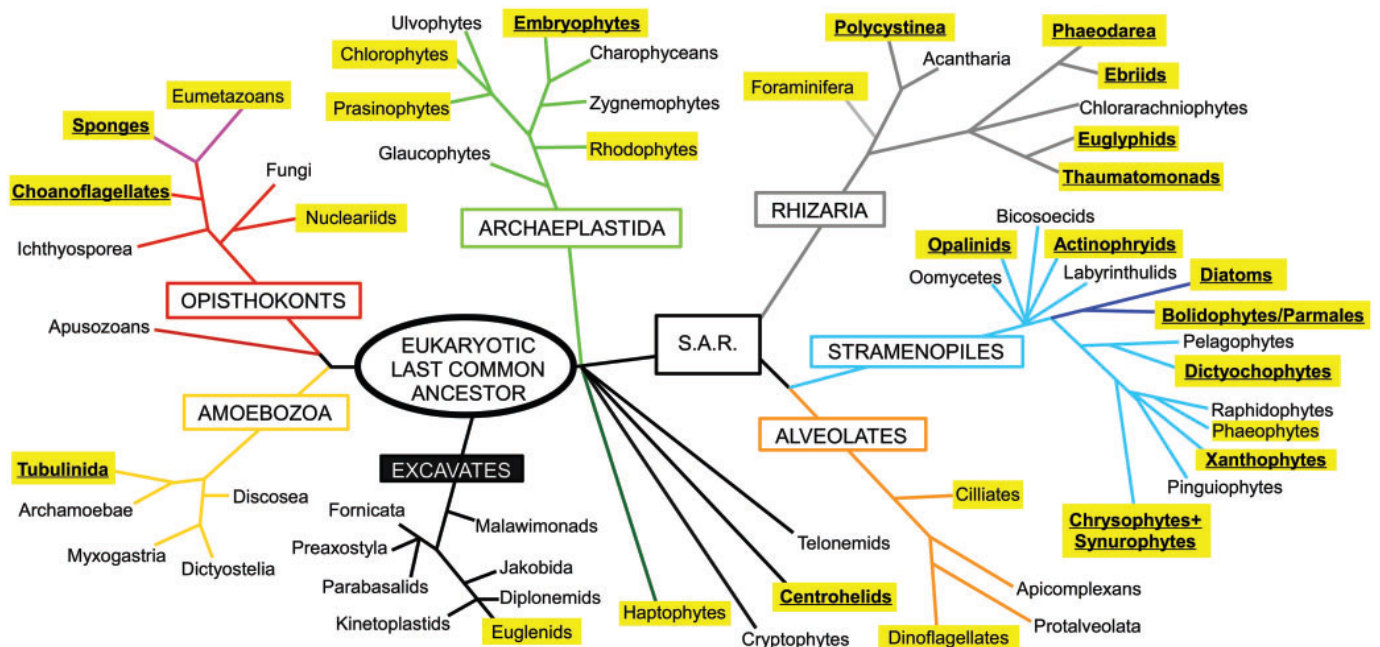 Ulvophytes
Embryophytes
Polycystinea
Phaeodarea
Chlorophytes
Charophyceans
Acantharia
Ebriids
Eumetazoans
Foraminifera
Prasinophytes
Zygnemophytes
Chlorarachniophytes
Sponges
Glaucophytes
Rhodophytes
Euglyphids
Fungi
Thaumatomonads
Choanoflagellates
Nucleariids
RHIZARIA
ARCHAEPLASTIDA
Bicosoecids
Ichthyosporea
Opalinids
Actinophryids
Oomycetes
Labyrinthulids
Diatoms
OPISTHOKONTS
Bolidophytes/Parmales
Apusozoans
S.A.R.
STRAMENOPILES
Pelagophytes
EUKARYOTIC
LAST COMMON
ANCESTOR
Dictyochophytes
AMOEBOZOA
Raphidophytes
ALVEOLATES
Phaeophytes
Xanthophytes
EXCAVATES
Tubulinida
Pinguiophytes
Cilliates
Archamoebae
Discosea
Fornicata
Malawimonads
Chrysophytes+
Synurophytes
Telonemids
Preaxostyla
Myxogastria
Dictyostelia
Parabasalids
Jakobida
Apicomplexans
Centrohelids
Diplonemids
Haptophytes
Kinetoplastids
Protalveolata
Euglenids
Cryptophytes
Dinoflagellates